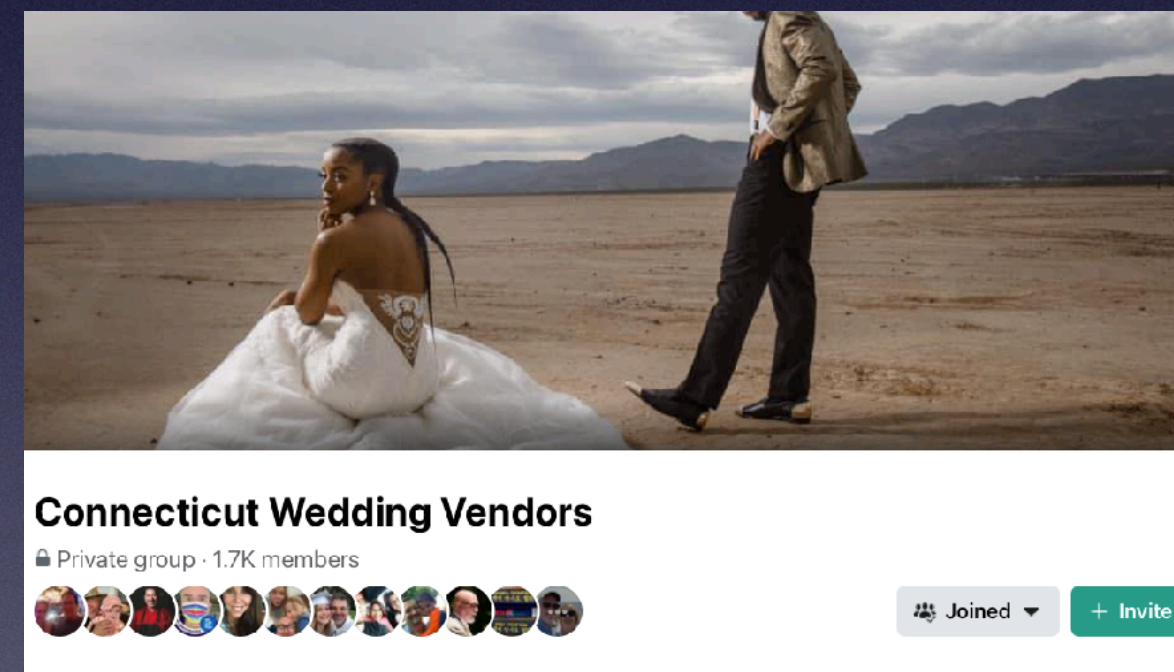 Connecticut Wedding Vendors
Private group · 1.7K members
Joined
+ Invite